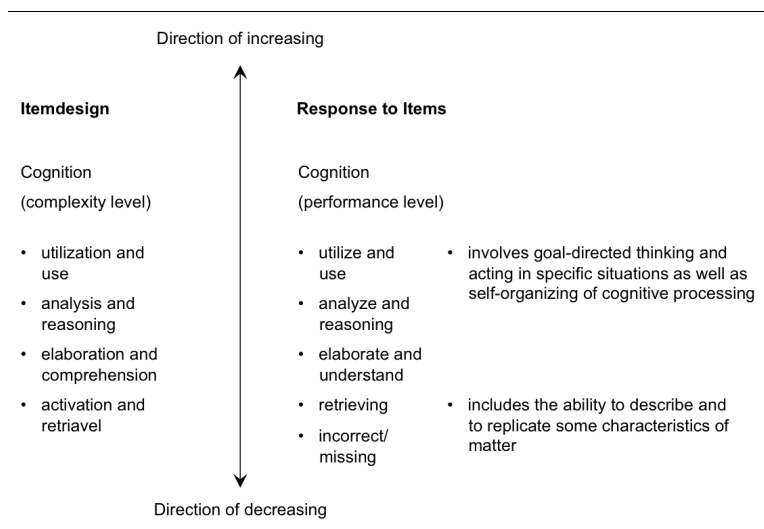 Direction of increasing
Itemdesign
Response to Items
Cognition
(complexity level)
Cognition
(performance level)
• utilization and
use
• analysis and
reasoning
• elaboration and
comprehension
• activation and
retriavel
• utilize and
use
• analyze and
reasoning
• elaborate and
understand
• retrieving
• incorrect/
missing
• involves goal-directed thinking and
acting in specific situations as well as
self-organizing of cognitive processing
• includes the ability to describe and
to replicate some characteristics of
matter
Direction of decreasing